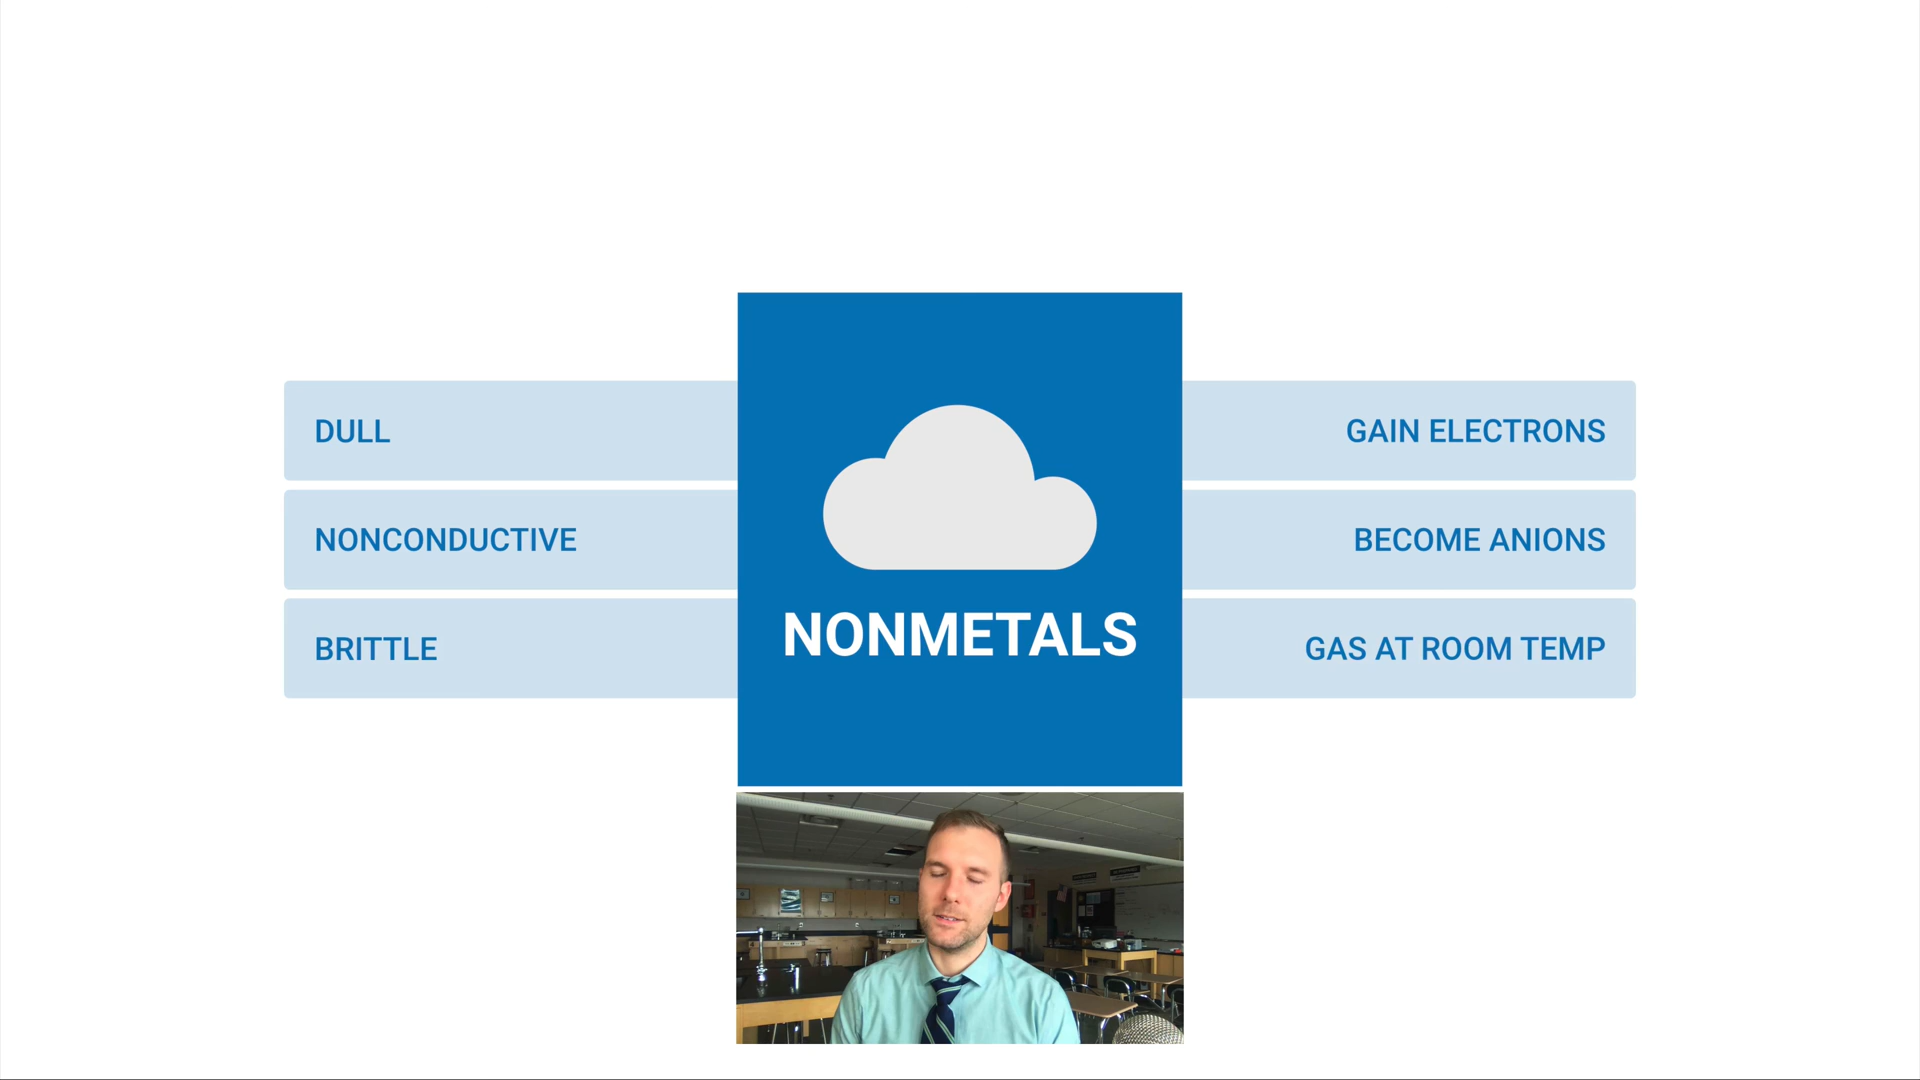 DULL
NONCONDUCTIVE
BRITTLE
NONMETALS
GAIN ELECTRONS
BECOME ANIONS
GAS AT ROOM TEMP